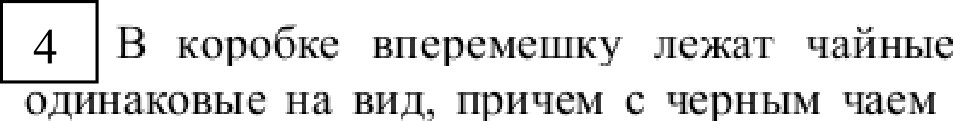 4 В коробке вперемешку лежат чайные
одинаковые на вид, причем с черным чаем